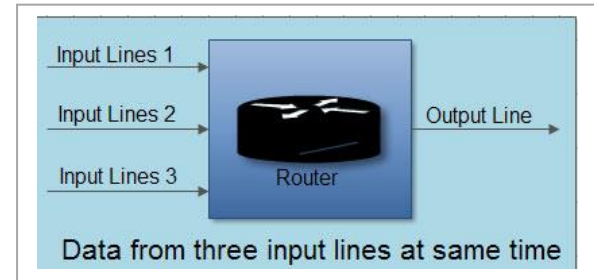 Input Lines 1
Input Lines 2
Output Line
Input Lines 3
Router
Data from three input lines at same time